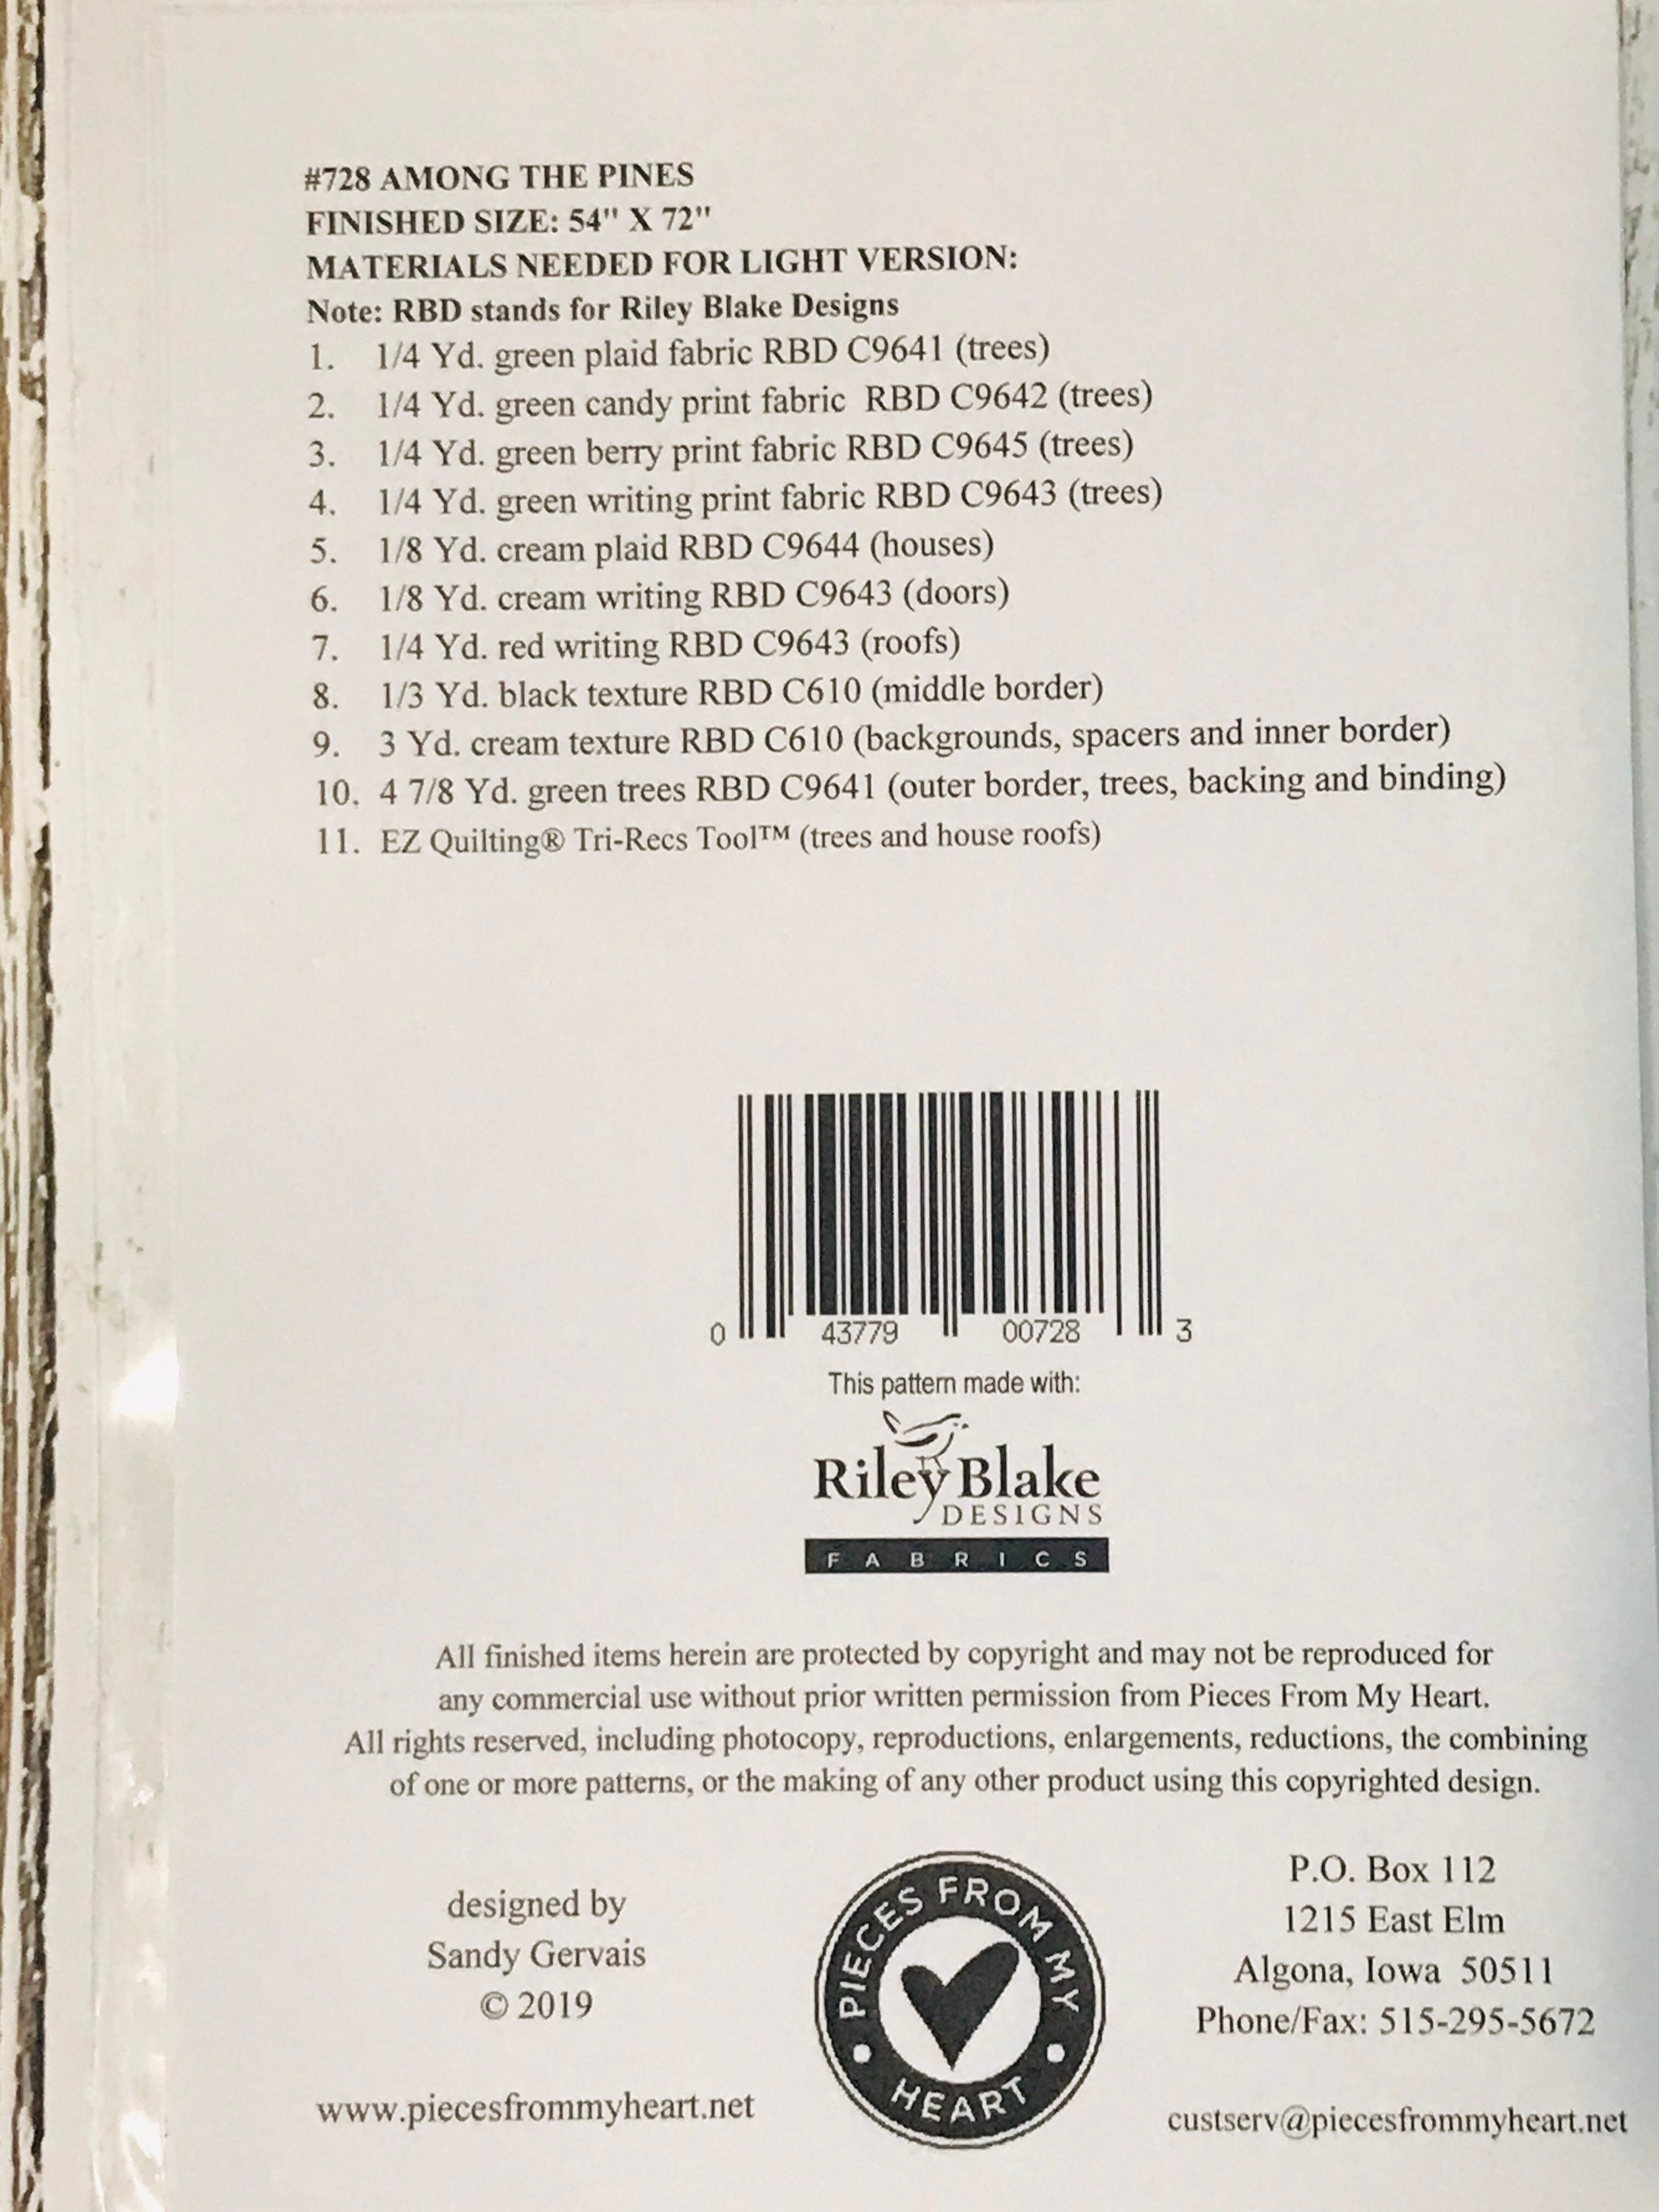 #728 AMONG THE PINES
FINISHED SIZE: 54" X 72"
MATERIALS NEEDED FOR LIGHT VERSION:
Note: RBD stands for Riley Blake Designs
1. 1/4 Yd. green plaid fabric RBD C9641 (trees)
2. 1/4 Yd. green candy print fabric RBD C9642 (trees)
3. 1/4 Yd. green berry print fabric RBD C9645 (trees)
4. 1/4 Yd. green writing print fabric RBD C9643 (trees)
5. 1/8 Yd. cream plaid RBD C9644 (houses)
6. 1/8 Yd. cream writing RBD C9643 (doors)
7. 1/4 Yd. red writing RBD C9643 (roofs)
8. 1/3 Yd. black texture RBD C610 (middle border)
9. 3 Yd. cream texture RBD C610 (backgrounds, spacers and inner border)
10. 4 7/8 Yd. green trees RBD C9641 (outer border, trees, backing and binding)
11. EZ Quilting® Tri-Recs Tool™ (trees and house roofs)
0 43779 00728 3
This pattern made with:
Riley Blake
DESIGNS
FABRICS
All finished items herein are protected by copyright and may not be reproduced for
any commercial use without prior written permission from Pieces From My Heart.
All rights reserved, including photocopy, reproductions, enlargements, reductions, the combining
of one or more patterns, or the making of any other product using this copyrighted design.
designed by
Sandy Gervais
© 2019
www.piecesfrommyheart.net
PIECES FROM MY
HEART
P.O. Box 112
1215 East Elm
Algona, Iowa 50511
Phone/Fax: 515-295-5672
custserv@piecesfrommyheart.net